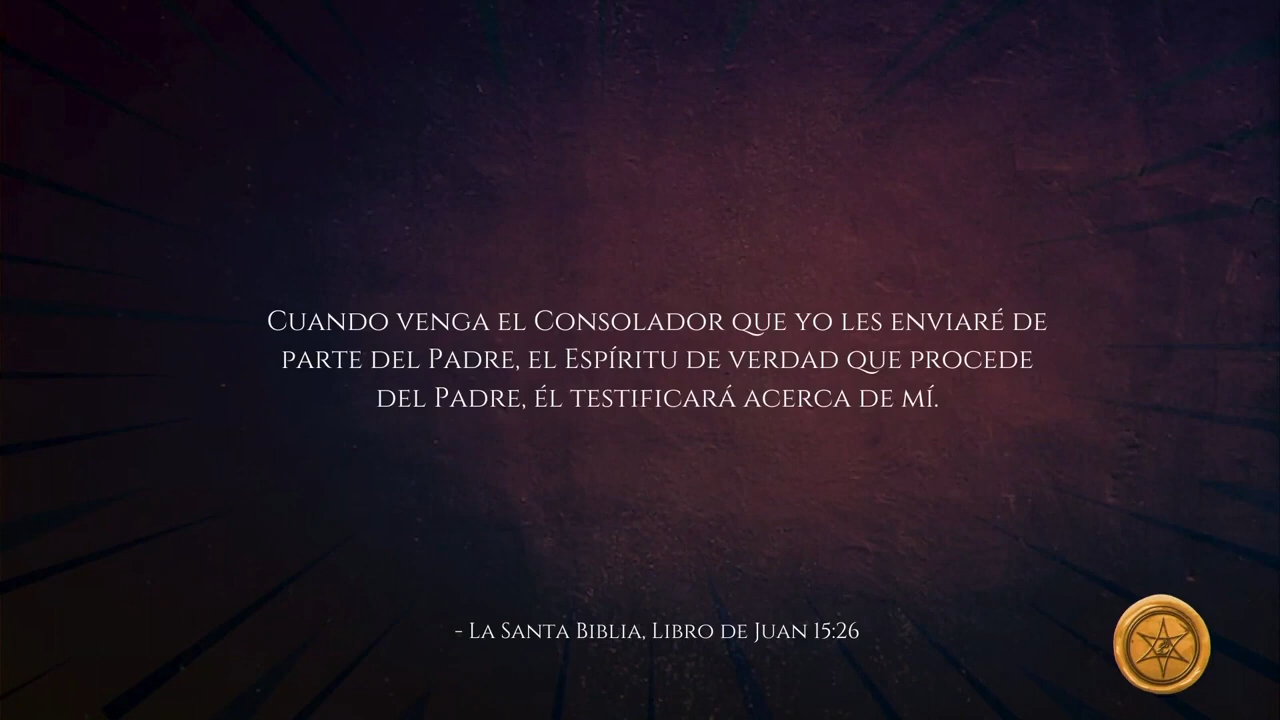 Cuando venga el Consolador que yo les enviaré de
parte del Padre, el Espíritu de verdad que procede
del Padre, él testificará acerca de mí.
- La Santa Biblia, Libro de Juan 15:26